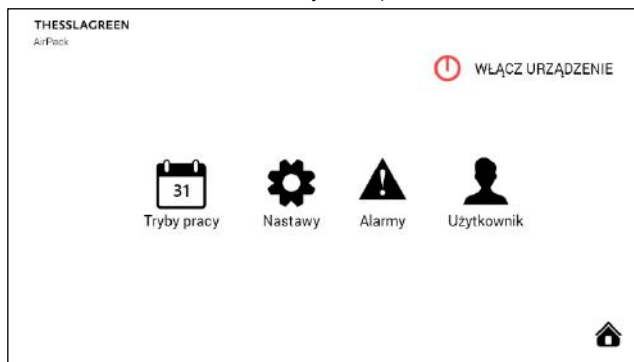 THESSLAGREEN
AirPack
WŁĄCZ URZĄDZENIE
31
Tryby pracy
Nastawy
Alarmy
Użytkownik